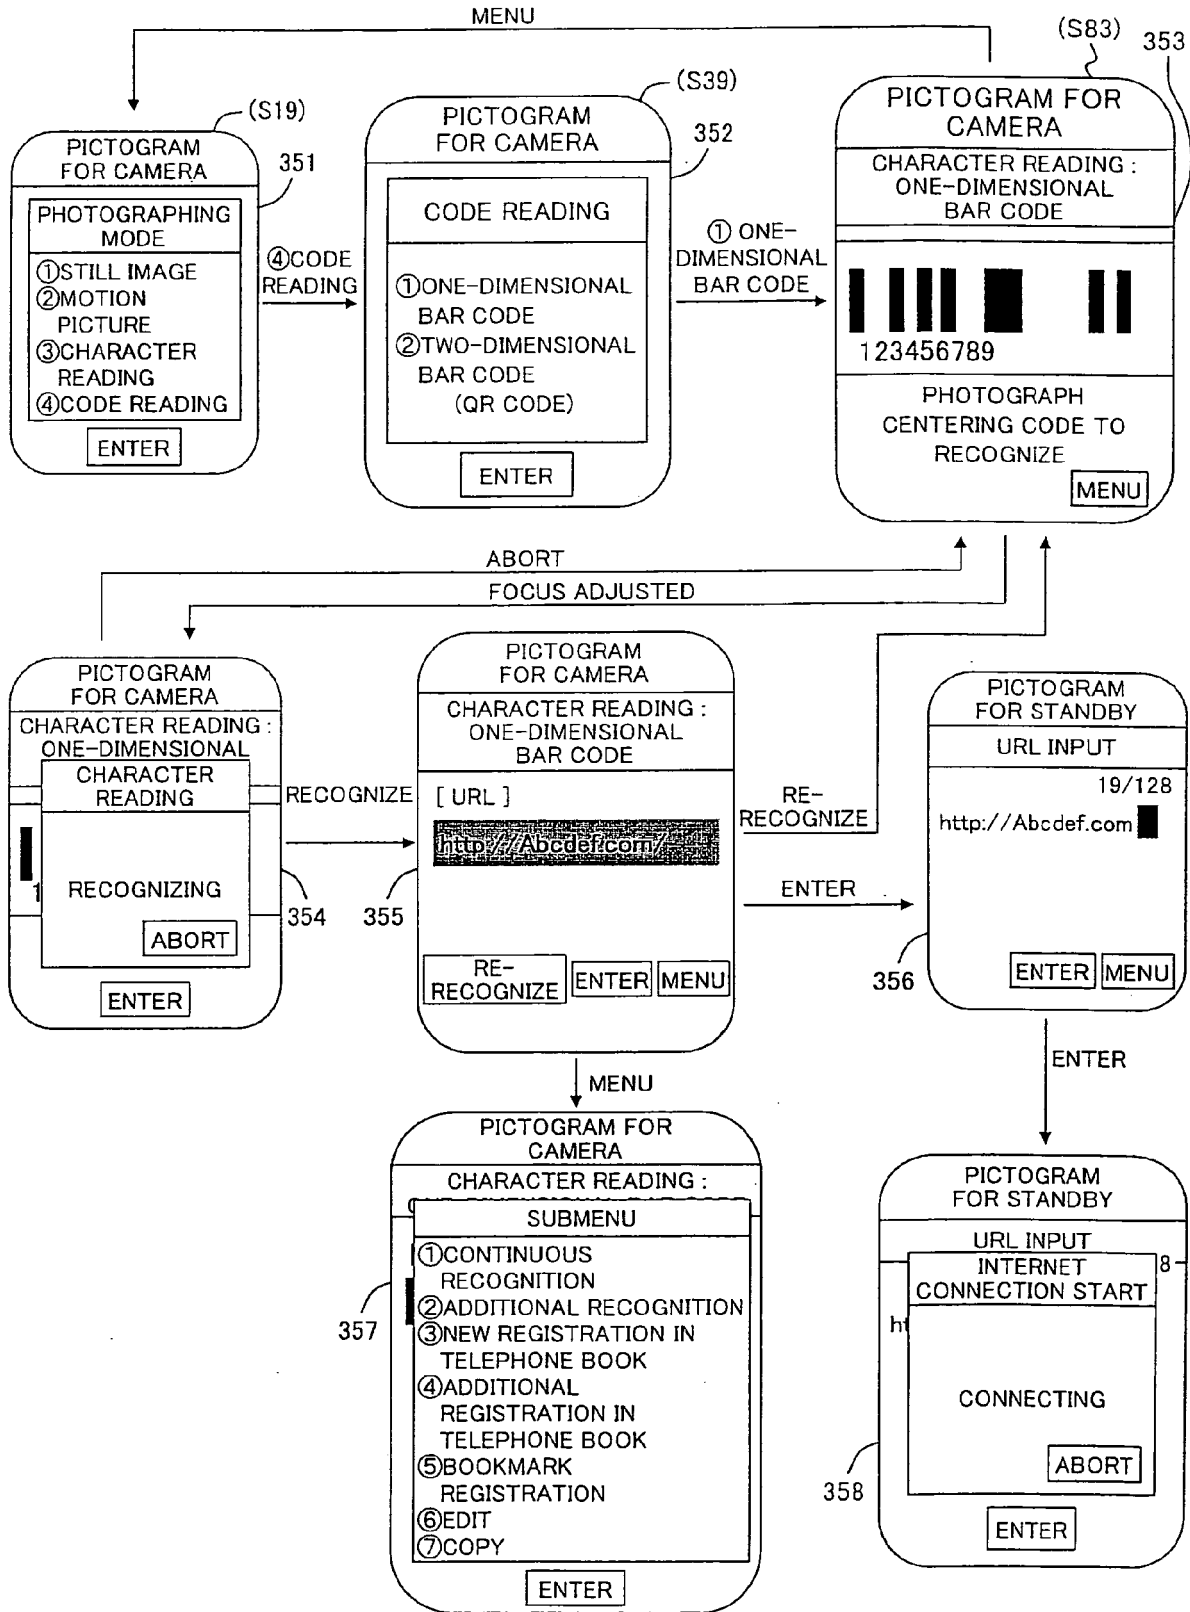 MENU
(S19)
PICTOGRAM
FOR CAMERA
351
PHOTOGRAPHING
MODE
①STILL IMAGE
②MOTION
PICTURE
③CHARACTER
READING
④CODE READING
ENTER
④CODE
READING
(S39)
PICTOGRAM
FOR CAMERA
352
CODE READING
①ONE-DIMENSIONAL
BAR CODE
②TWO-DIMENSIONAL
BAR CODE
(QR CODE)
ENTER
① ONE-
DIMENSIONAL
BAR CODE
(S83)
353
PICTOGRAM FOR
CAMERA
CHARACTER READING :
ONE-DIMENSIONAL
BAR CODE
123456789
PHOTOGRAPH
CENTERING CODE TO
RECOGNIZE
MENU
ABORT
FOCUS ADJUSTED
PICTOGRAM
FOR CAMERA
CHARACTER READING :
ONE-DIMENSIONAL
CHARACTER
READING
1
RECOGNIZING
ABORT
ENTER
354
RECOGNIZE
PICTOGRAM
FOR CAMERA
CHARACTER READING :
ONE-DIMENSIONAL
BAR CODE
[ URL ]
http://Abcdef.com/
355
RE-
RECOGNIZE
ENTER
MENU
RE-
RECOGNIZE
ENTER
PICTOGRAM
FOR STANDBY
URL INPUT
19/128
http://Abcdef.com
356
ENTER
MENU
ENTER
MENU
PICTOGRAM FOR
CAMERA
CHARACTER READING :
SUBMENU
①CONTINUOUS
RECOGNITION
②ADDITIONAL RECOGNITION
③NEW REGISTRATION IN
TELEPHONE BOOK
④ADDITIONAL
REGISTRATION IN
TELEPHONE BOOK
⑤BOOKMARK
REGISTRATION
⑥EDIT
⑦COPY
ENTER
357
PICTOGRAM
FOR STANDBY
URL INPUT
8
INTERNET
CONNECTION START
ht
CONNECTING
ABORT
ENTER
358